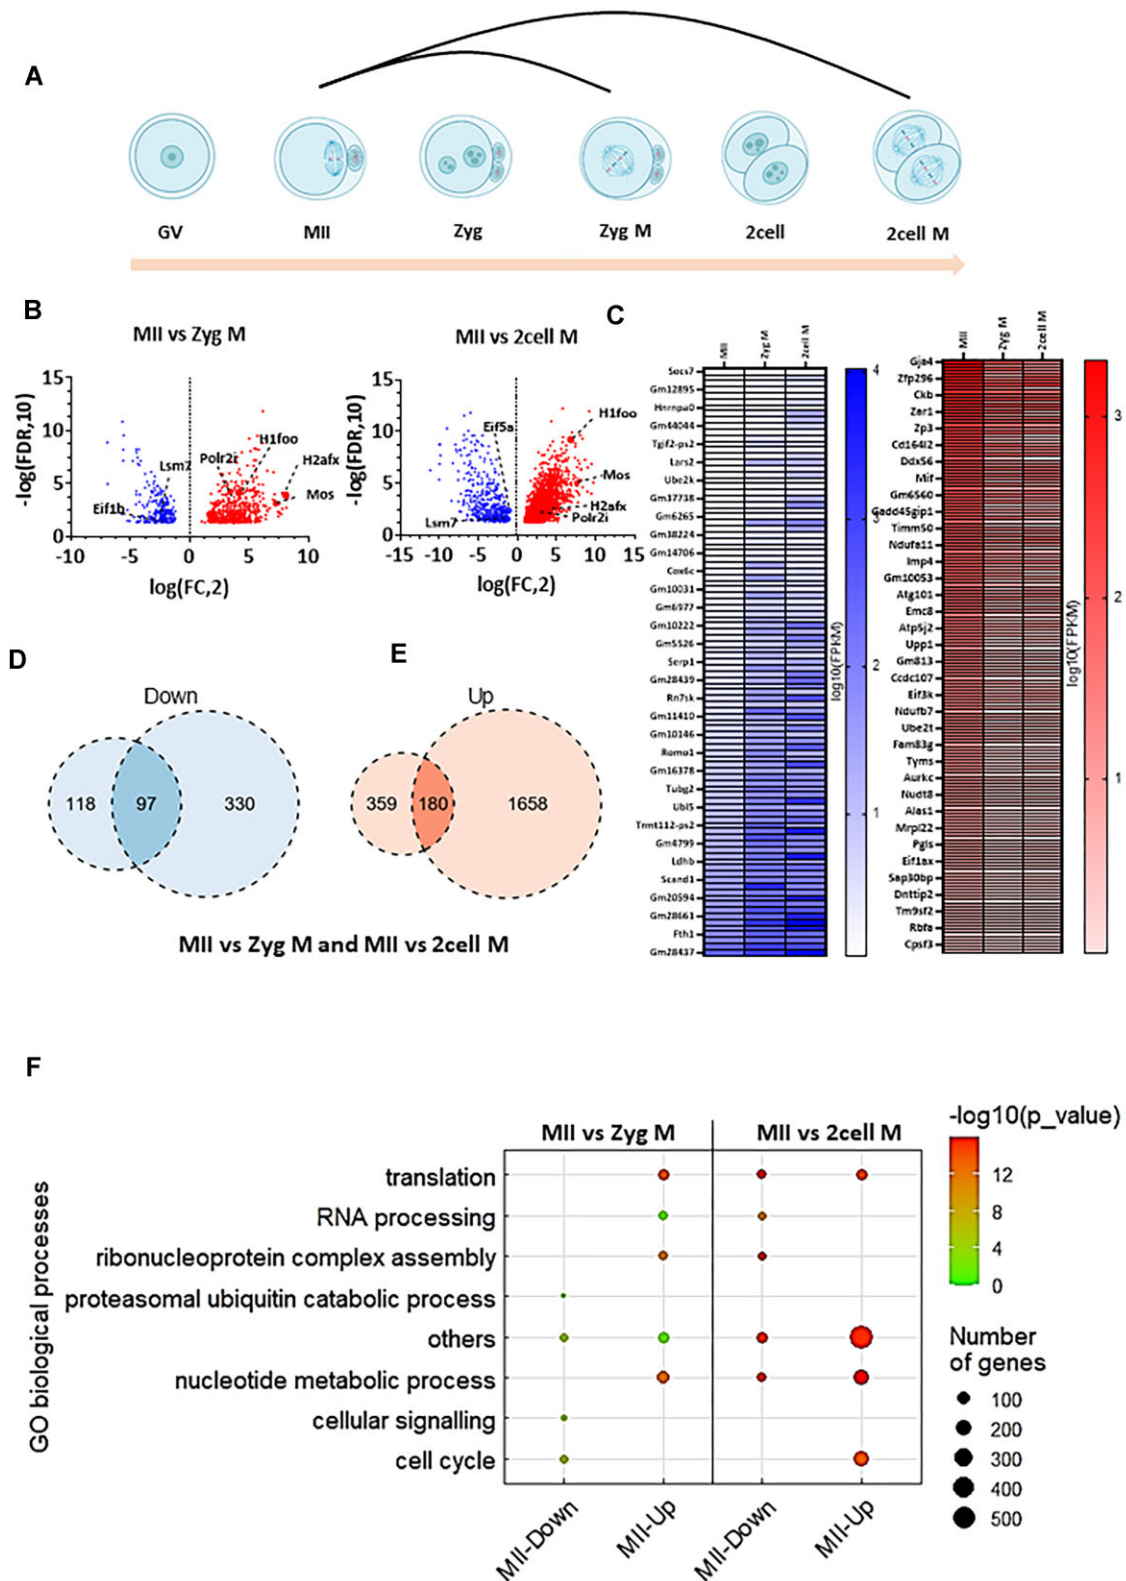 A
GV
MII
Zyg
Zyg M
2cell
2cell M
B
MII vs Zyg M
-log(FDR,10)
15
10
5
0
-10
-5
0
5
10
log(FC,2)
H1foo
Polr2i
Lsm7
H2afx
Mos
Eif1b
MII vs 2cell M
-log(FDR,10)
15
10
5
0
-15
-10
-5
0
5
10
15
log(FC,2)
Eif5a
H1foo
Mos
H2afx
Polr2i
Lsm7
C
MII
Zyg M
2cell M
Socs7
Gm12895
Hnrnpa0
Gm44044
Tgif2-ps2
Lars2
Ube2k
Gm37738
Gm6265
Gm38224
Gm14706
Cox6c
Gm10031
Gm6977
Gm10222
Gm5526
Serp1
Gm28439
Rn7sk
Gm11410
Gm10146
Romo1
Gm16378
Tubg2
Ubl5
Trmt112-ps2
Gm4799
Ldhb
Scand1
Gm20594
Gm28661
Fth1
Gm28437
4
3
2
1
log10(FPKM)
MII
Zyg M
2cell M
Gja4
Zfp296
Ckb
Zar1
Zp3
Cd164l2
Ddx56
Mif
Gm6560
Gadd45gip1
Timm50
Ndufa11
Imp4
Gm10053
Atg101
Emc8
Atp5j2
Upp1
Gm813
Ccdc107
Eif3k
Ndufb7
Ube2t
Fam83g
Tyms
Aurkc
Nudt8
Alas1
Mrpl22
Pgls
Eif1ax
Sap30bp
Dnttip2
Tm9sf2
Rbfa
Cpsf3
3
2
1
log10(FPKM)
D
Down
118
97
330
E
Up
359
180
1658
MII vs Zyg M and MII vs 2cell M
F
MII vs Zyg M
MII vs 2cell M
GO biological processes
translation
RNA processing
ribonucleoprotein complex assembly
proteasomal ubiquitin catabolic process
others
nucleotide metabolic process
cellular signalling
cell cycle
MII-Down
MII-Up
MII-Down
MII-Up
-log10(p_value)
12
8
4
0
Number
of genes
100
200
300
400
500